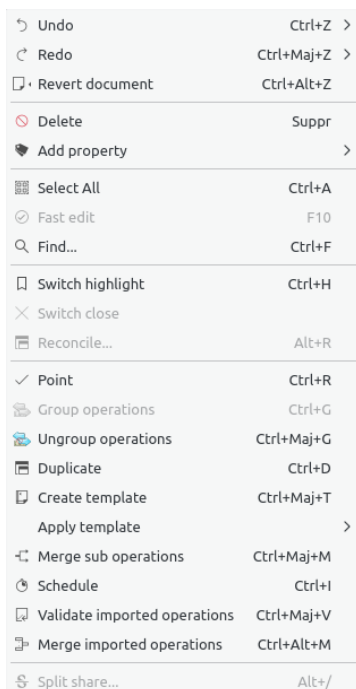 Undo Ctrl+Z
Redo Ctrl+Maj+Z
Revert document Ctrl+Alt+Z
Delete Suppr
Add property
Select All Ctrl+A
Fast edit F10
Find... Ctrl+F
Switch highlight Ctrl+H
Switch close
Reconcile... Alt+R
Point Ctrl+R
Group operations Ctrl+G
Ungroup operations Ctrl+Maj+G
Duplicate Ctrl+D
Create template Ctrl+Maj+T
Apply template
Merge sub operations Ctrl+Maj+M
Schedule Ctrl+I
Validate imported operations Ctrl+Maj+V
Merge imported operations Ctrl+Alt+M
Split share... Alt+/